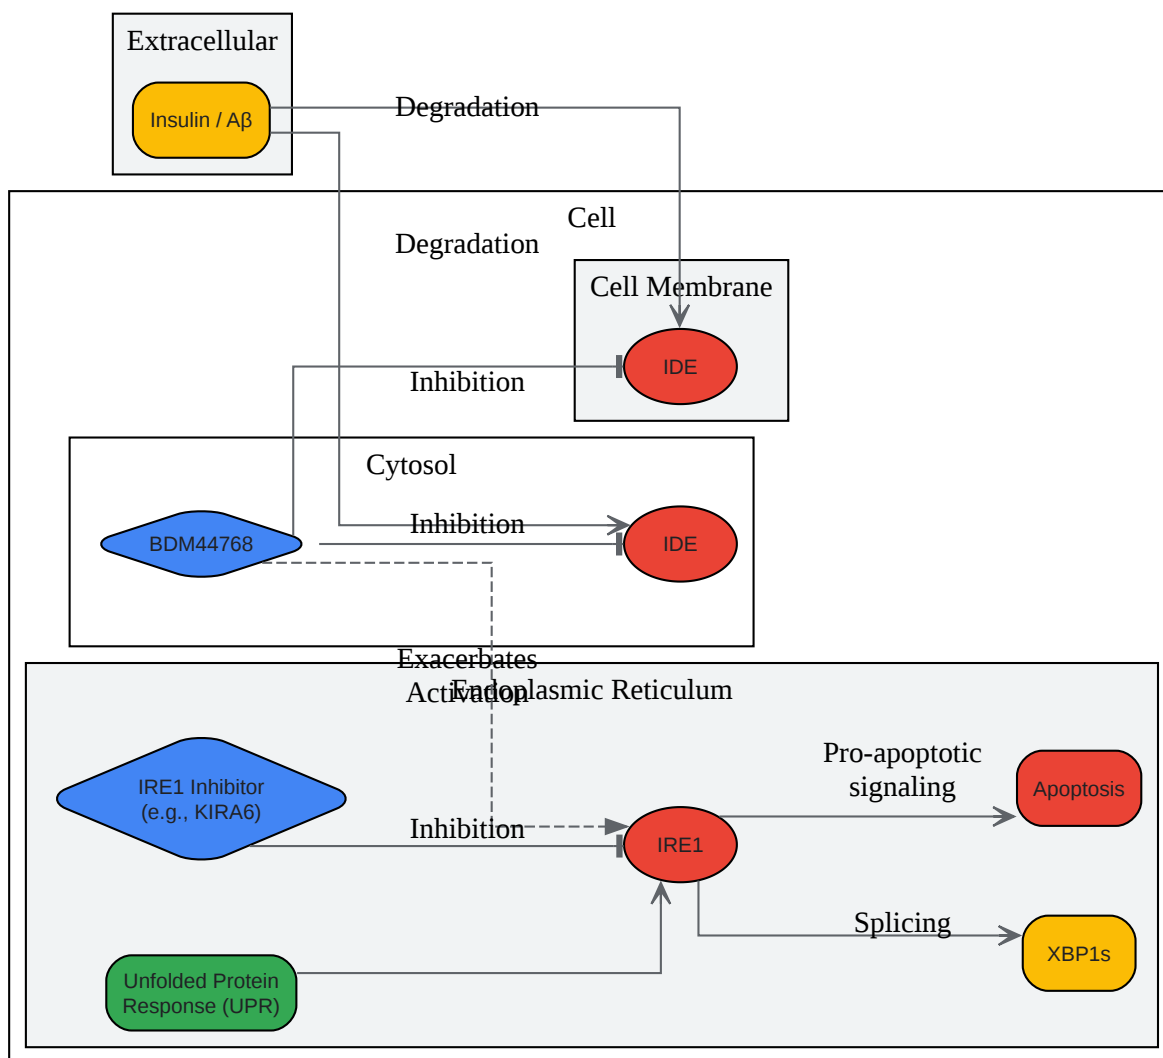 Extracellular
Insulin / Aβ
Degradation
Cell
Degradation
Cell Membrane
IDE
Inhibition
Cytosol
Inhibition
BDM44768
IDE
Exacerbates
Activation
Endoplasmic Reticulum
Pro-apoptotic
signaling
IRE1 Inhibitor
(e.g., KIRA6)
Apoptosis
Inhibition
IRE1
Splicing
XBP1s
Unfolded Protein
Response (UPR)